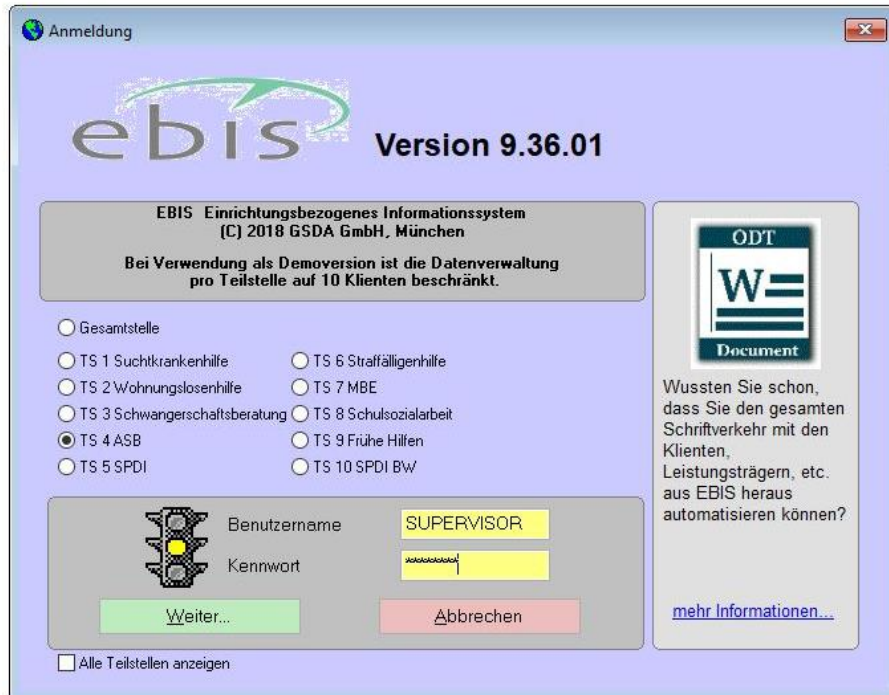 Anmeldung
ebis
Version 9.36.01
EBIS Einrichtungsbezogenes Informationssystem
(C) 2018 GSDA GmbH, München
Bei Verwendung als Demoversion ist die Datenverwaltung
pro Teilstelle auf 10 Klienten beschränkt.
Gesamtstelle
TS 1 Suchtkrankenhilfe
TS 2 Wohnungslosenhilfe
TS 3 Schwangerschaftsberatung
TS 4 ASB
TS 5 SPDI
TS 6 Straffälligenhilfe
TS 7 MBE
TS 8 Schulsozialarbeit
TS 9 Frühe Hilfen
TS 10 SPDI BW
Benutzername
SUPERVISOR
Kennwort
**********
Weiter...
Abbrechen
Alle Teilstellen anzeigen
ODT
W
Document
Wussten Sie schon,
dass Sie den gesamten
Schriftverkehr mit den
Klienten,
Leistungsträgern, etc.
aus EBIS heraus
automatisieren können?
mehr Informationen...